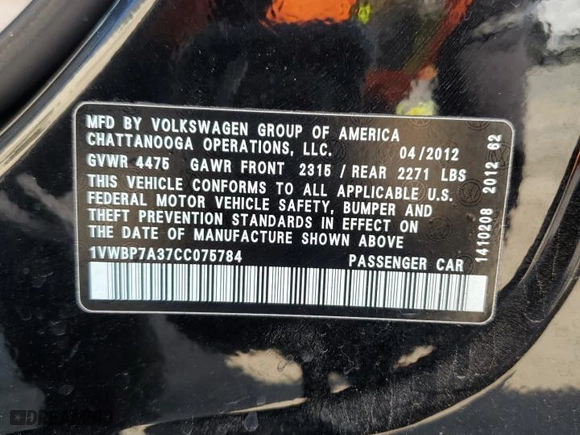 MFD BY VOLKSWAGEN GROUP OF AMERICA
CHATTANOOGA OPERATIONS, LLC. 04/2012
GVWR 4475 GAWR FRONT 2315 / REAR 2271 LBS
THIS VEHICLE CONFORMS TO ALL APPLICABLE U.S.
FEDERAL MOTOR VEHICLE SAFETY, BUMPER AND
THEFT PREVENTION STANDARDS IN EFFECT ON
THE DATE OF MANUFACTURE SHOWN ABOVE
1VWBP7A37CC075784 PASSENGER CAR
1410208 2012 62